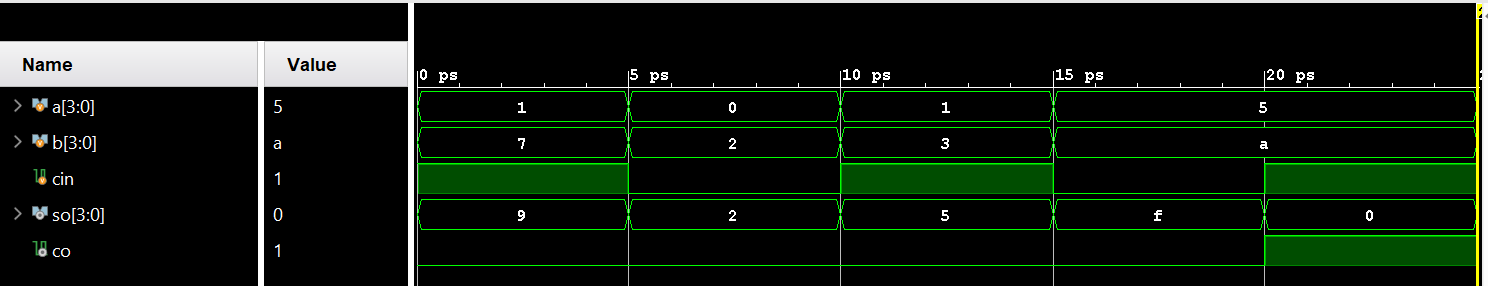 Name Value
0 ps 5 ps 10 ps 15 ps 20 ps
a[3:0] 5 1 0 1 5
b[3:0] a 7 2 3 a
cin 1
so[3:0] 0 9 2 5 f 0
co 1